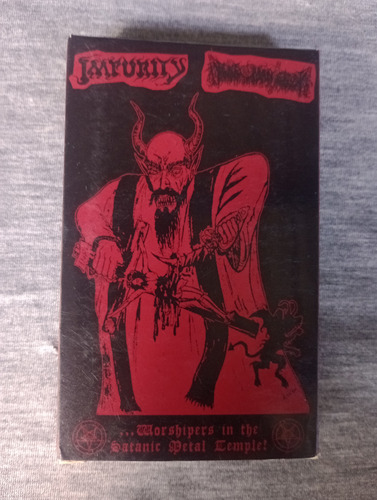 IMPURITY
...Worshipers in the
Satanic Metal Temple!